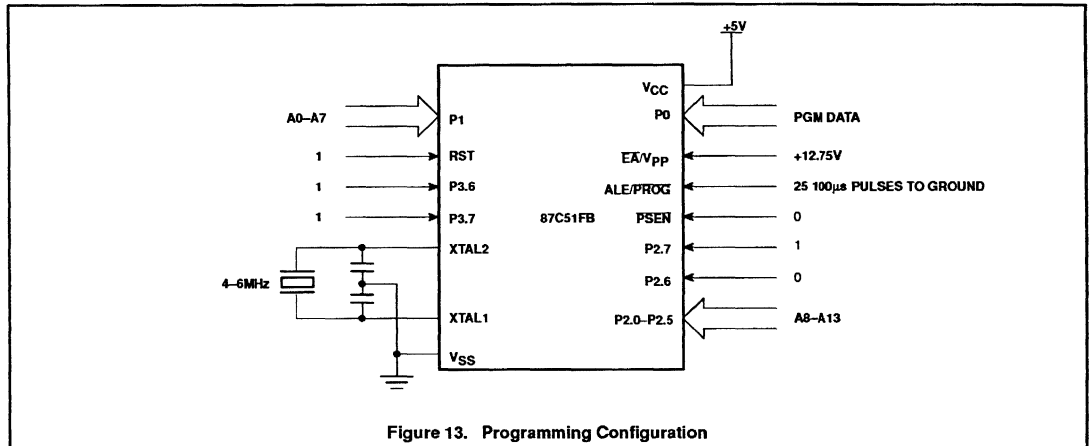 +5V
VCC
A0–A7
P1
P0
PGM DATA
1
RST
EA/VPP
+12.75V
1
P3.6
ALE/PROG
25 100µs PULSES TO GROUND
1
P3.7
87C51FB
PSEN
0
XTAL2
P2.7
1
4–6MHz
P2.6
0
XTAL1
P2.0–P2.5
A8–A13
VSS
Figure 13. Programming Configuration